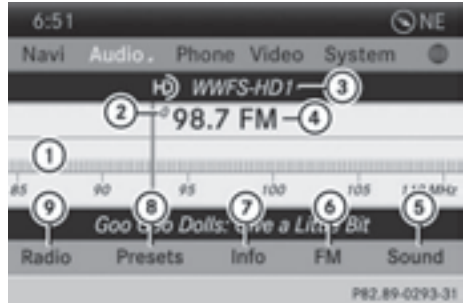 6:51 NE
Navi Audio Phone Video System
HD WWFS-HD1 3
2 98.7 FM 4
1
85 90 95 100 105 110 MHz
9 8 7 6 5
Goo Goo Dolls: Give a Little Bit
Radio Presets Info FM Sound
P82.89-0293-31